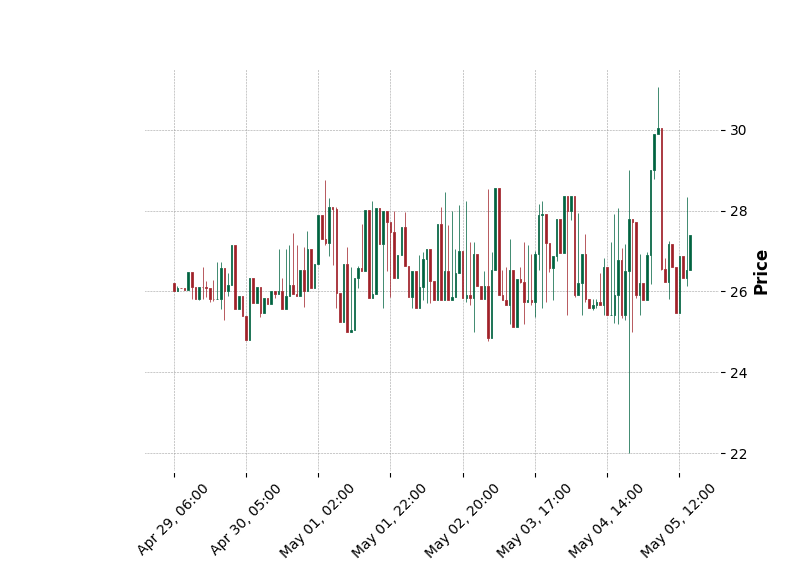 30
28
26
24
22
Price
Apr 29, 06:00
Apr 30, 05:00
May 01, 02:00
May 01, 22:00
May 02, 20:00
May 03, 17:00
May 04, 14:00
May 05, 12:00